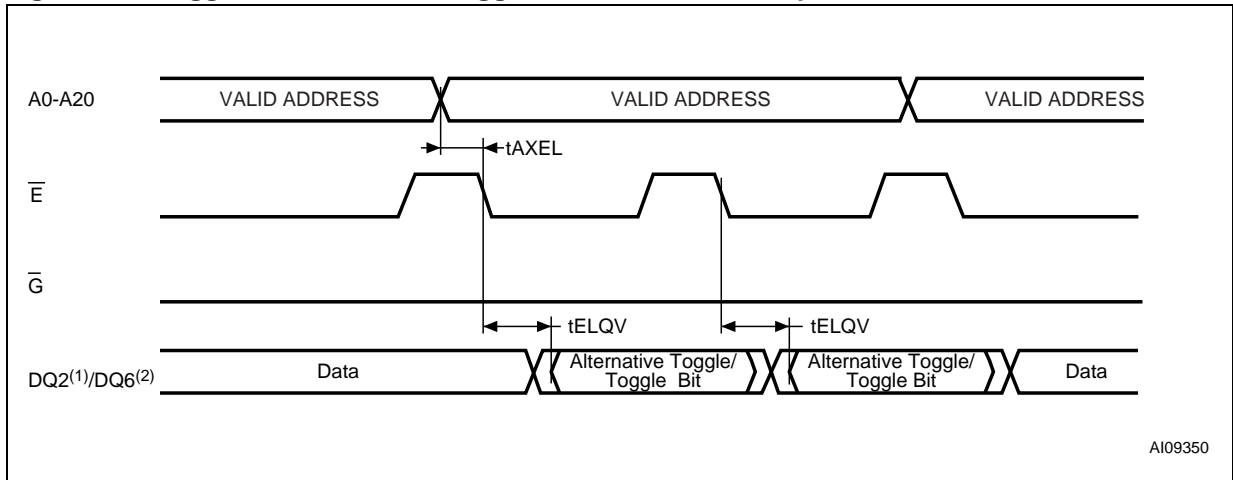 A0-A20
VALID ADDRESS
VALID ADDRESS
VALID ADDRESS
tAXEL
E̅
G̅
tELQV
tELQV
DQ2(1)/DQ6(2)
Data
Alternative Toggle/
Toggle Bit
Alternative Toggle/
Toggle Bit
Data
AI09350